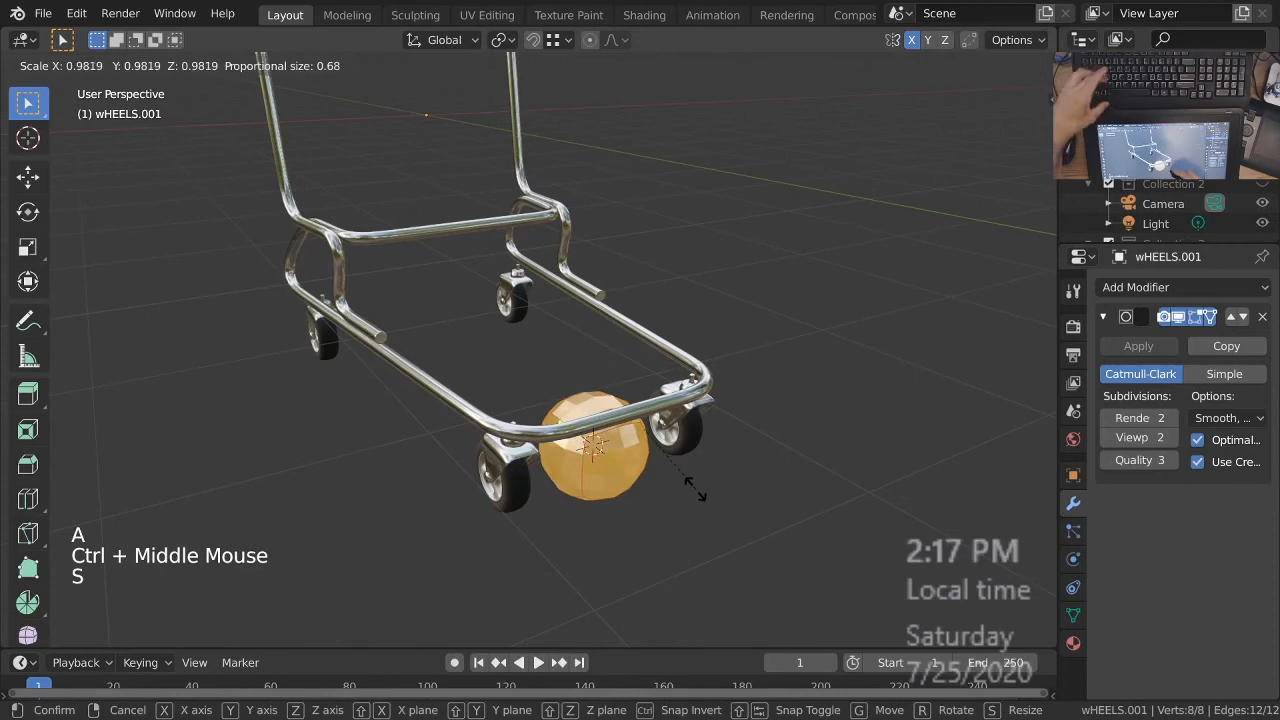 File Edit Render Window Help Layout Modeling Sculpting UV Editing Texture Paint Shading Animation Rendering Compos Scene View Layer
Global X Y Z Options
Scale X: 0.9819 Y: 0.9819 Z: 0.9819 Proportional size: 0.68
User Perspective
(1) wHEELS.001
Collection 2
Camera
Light
wHEELS.001
Add Modifier
Apply Copy
Catmull-Clark Simple
Subdivisions: Options:
Rende 2 Smooth, ...
Viewp 2 Optimal...
Quality 3 Use Cre...
A
Ctrl + Middle Mouse
S
2:17 PM
Local time
Saturday
7/25/2020
Playback Keying View Marker 1 Start 1 End 250
1 20 40 60 80 100 120 140 160 180 200 220 240
Confirm Cancel X X axis Y Y axis Z Z axis X X plane Y Y plane Z Z plane Ctrl Snap Invert Snap Toggle G Move R Rotate S Resize wHEELS.001 | Verts:8/8 | Edges:12/12